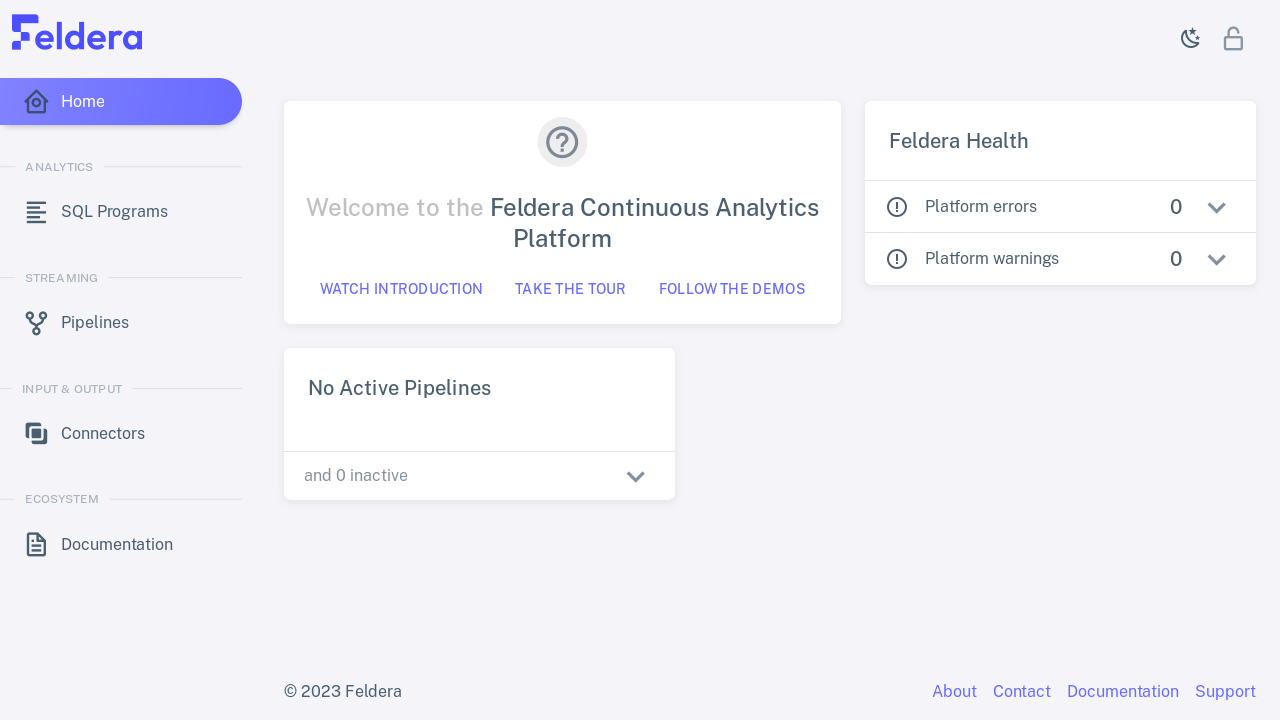 Feldera
Home
ANALYTICS
SQL Programs
STREAMING
Pipelines
INPUT & OUTPUT
Connectors
ECOSYSTEM
Documentation
Welcome to the Feldera Continuous Analytics
Platform
WATCH INTRODUCTION TAKE THE TOUR FOLLOW THE DEMOS
Feldera Health
Platform errors 0
Platform warnings 0
No Active Pipelines
and 0 inactive
© 2023 Feldera
About Contact Documentation Support